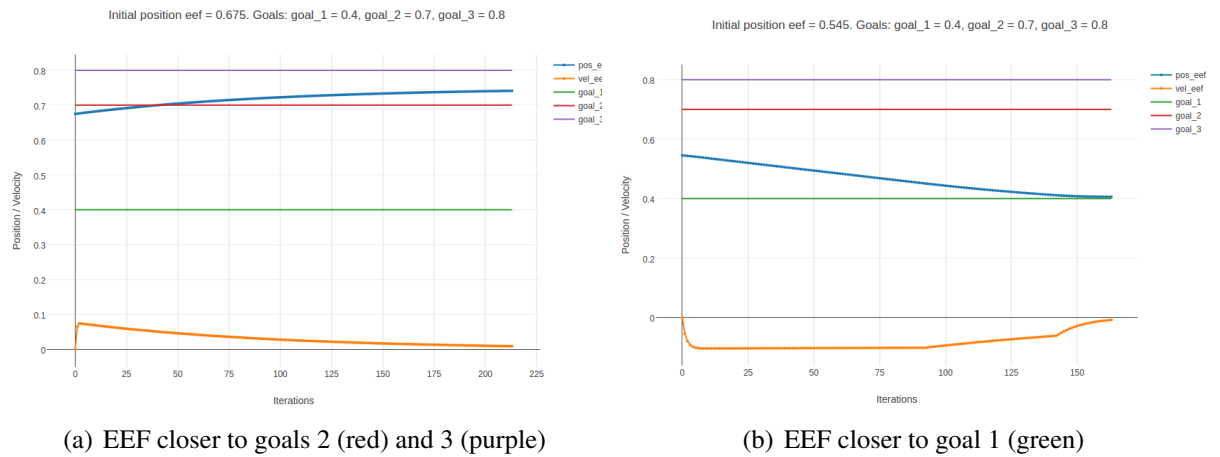 Initial position eef = 0.675. Goals: goal_1 = 0.4, goal_2 = 0.7, goal_3 = 0.8
0.8
0.7
0.6
0.5
0.4
0.3
0.2
0.1
0
Position / Velocity
0
25
50
75
100
125
150
175
200
225
Iterations
pos_e
vel_ee
goal_1
goal_2
goal_3
(a) EEF closer to goals 2 (red) and 3 (purple)
Initial position eef = 0.545. Goals: goal_1 = 0.4, goal_2 = 0.7, goal_3 = 0.8
0.8
0.6
0.4
0.2
0
Position / Velocity
0
50
100
150
Iterations
pos_eef
vel_eef
goal_1
goal_2
goal_3
(b) EEF closer to goal 1 (green)